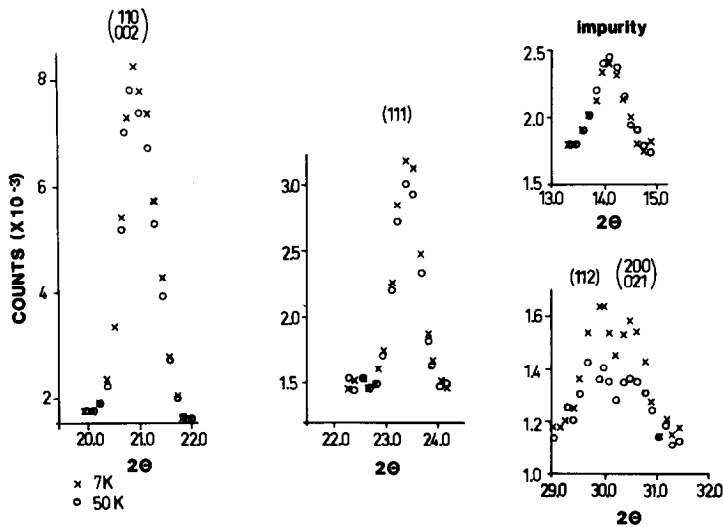 (110
002)
8
6
4
2
COUNTS (X10⁻³)
20.0 21.0 22.0
2Θ
× 7K
o 50K
(111)
3.0
2.5
2.0
1.5
22.0 23.0 24.0
2Θ
impurity
2.5
2.0
1.5
13.0 14.0 15.0
2Θ
(112) (200
021)
1.6
1.4
1.2
1.0
29.0 30.0 31.0 32.0
2Θ